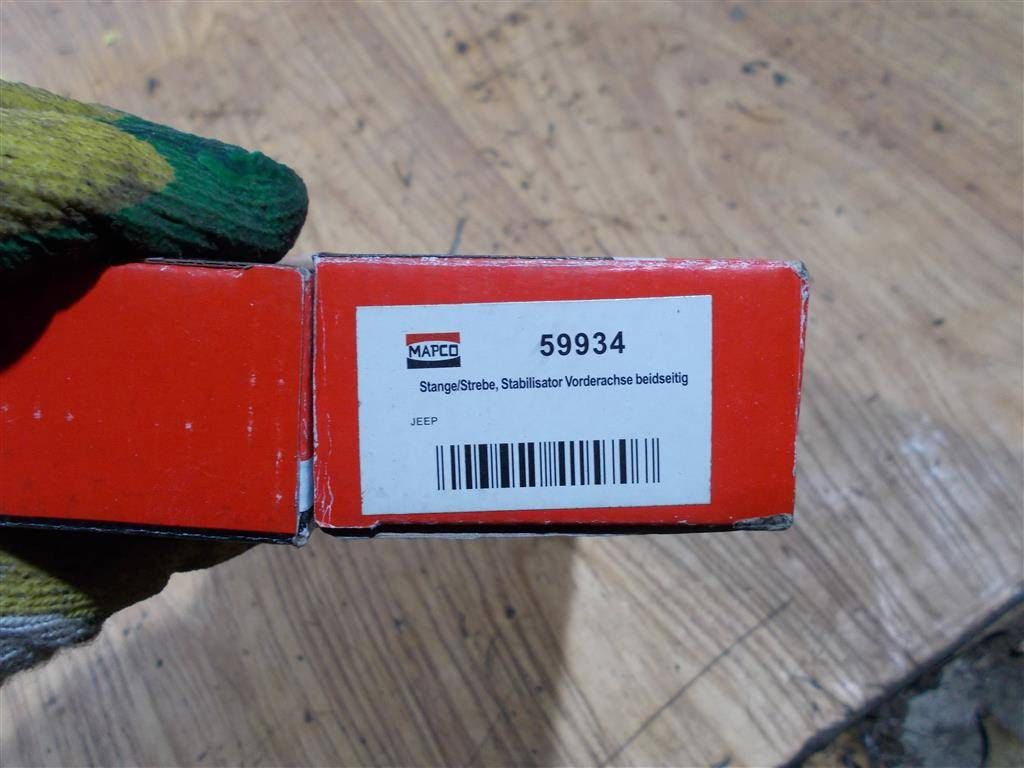 MAPCO
59934
Stange/Strebe, Stabilisator Vorderachse beidseitig
JEEP